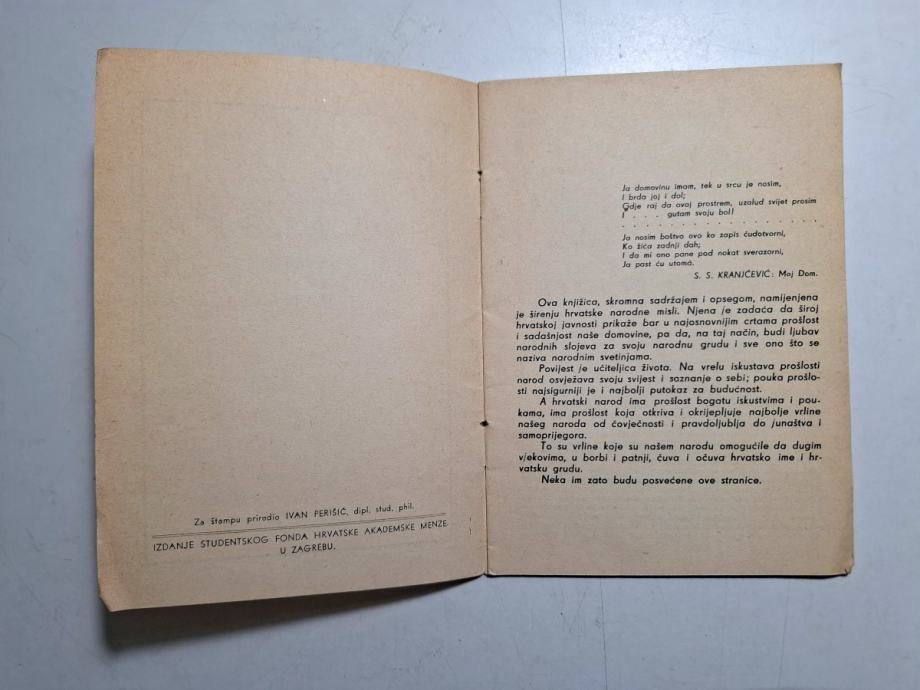 Za štampu priredio IVAN PERIŠIĆ, dipl. stud. phil.
IZDANJE STUDENTSKOG FONDA HRVATSKE AKADEMSKE MENZE
U ZAGREBU.
Ja domovinu imam, tek u srcu je nosim,
I brda joj i dol;
Gdje raj da ovaj prostrem, uzalud svijet prosim
I . . . gutam svoju bol!
. . . . . . . . . . . . . . . .
Ja nosim boštvo ovo ko zapis čudotvorni,
Ko žića zadnji dah;
I da mi ono pane pod nokat sverazorni,
Ja past ću utomâ.
S. S. KRANJČEVIĆ: Moj Dom.
Ova knjižica, skromna sadržajem i opsegom, namijenjena
je širenju hrvatske narodne misli. Njena je zadaća da široj
hrvatskoj javnosti prikaže bar u najosnovnijim crtama prošlost
i sadašnjost naše domovine, pa da, na taj način, budi ljubav
narodnih slojeva za svoju narodnu grudu i sve ono što se
naziva narodnim svetinjama.
Povijest je učiteljica života. Na vrelu iskustava prošlosti
narod osvježava svoju svijest i saznanje o sebi; pouka prošlo-
sti najsigurniji je i najbolji putokaz za budućnost.
A hrvatski narod ima prošlost bogatu iskustvima i pou-
kama, ima prošlost koja otkriva i okrijepljuje najbolje vrline
našeg naroda od čovječnosti i pravdoljublja do junaštva i
samoprijegora.
To su vrline koje su našem narodu omogućile da dugim
vjekovima, u borbi i patnji, čuva i očuva hrvatsko ime i hr-
vatsku grudu.
Neka im zato budu posvećene ove stranice.